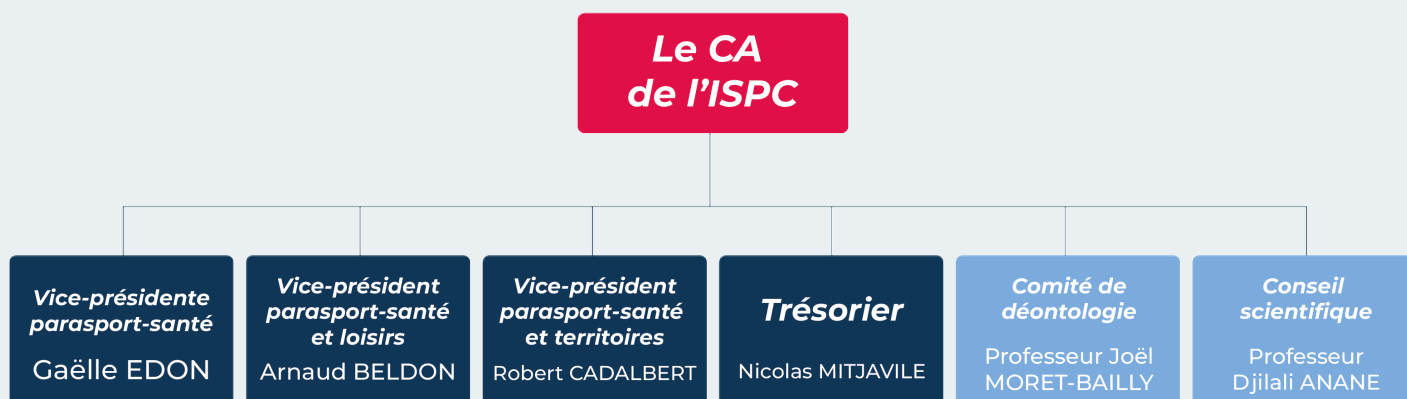 Le CA
de l'ISPC
Vice-présidente
parasport-santé
Gaëlle EDON
Vice-président
parasport-santé
et loisirs
Arnaud BELDON
Vice-président
parasport-santé
et territoires
Robert CADALBERT
Trésorier
Nicolas MITJAVILE
Comité de
déontologie
Professeur Joël
MORET-BAILLY
Conseil
scientifique
Professeur
Djilali ANANE